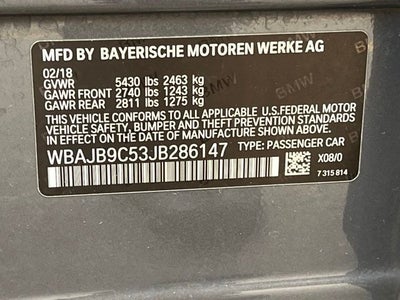 MFD BY BAYERISCHE MOTOREN WERKE AG
02/18
GVWR 5430 lbs 2463 kg
GAWR FRONT 2740 lbs 1243 kg
GAWR REAR 2811 lbs 1275 kg
THIS VEHICLE CONFORMS TO ALL APPLICABLE U.S.FEDERAL MOTOR
VEHICLE SAFETY, BUMPER AND THEFT PREVENTION STANDARDS
IN EFFECT ON THE DATE OF MANUFACTURE SHOWN ABOVE.
WBAJB9C53JB286147 TYPE: PASSENGER CAR
X08/0
7 315 814